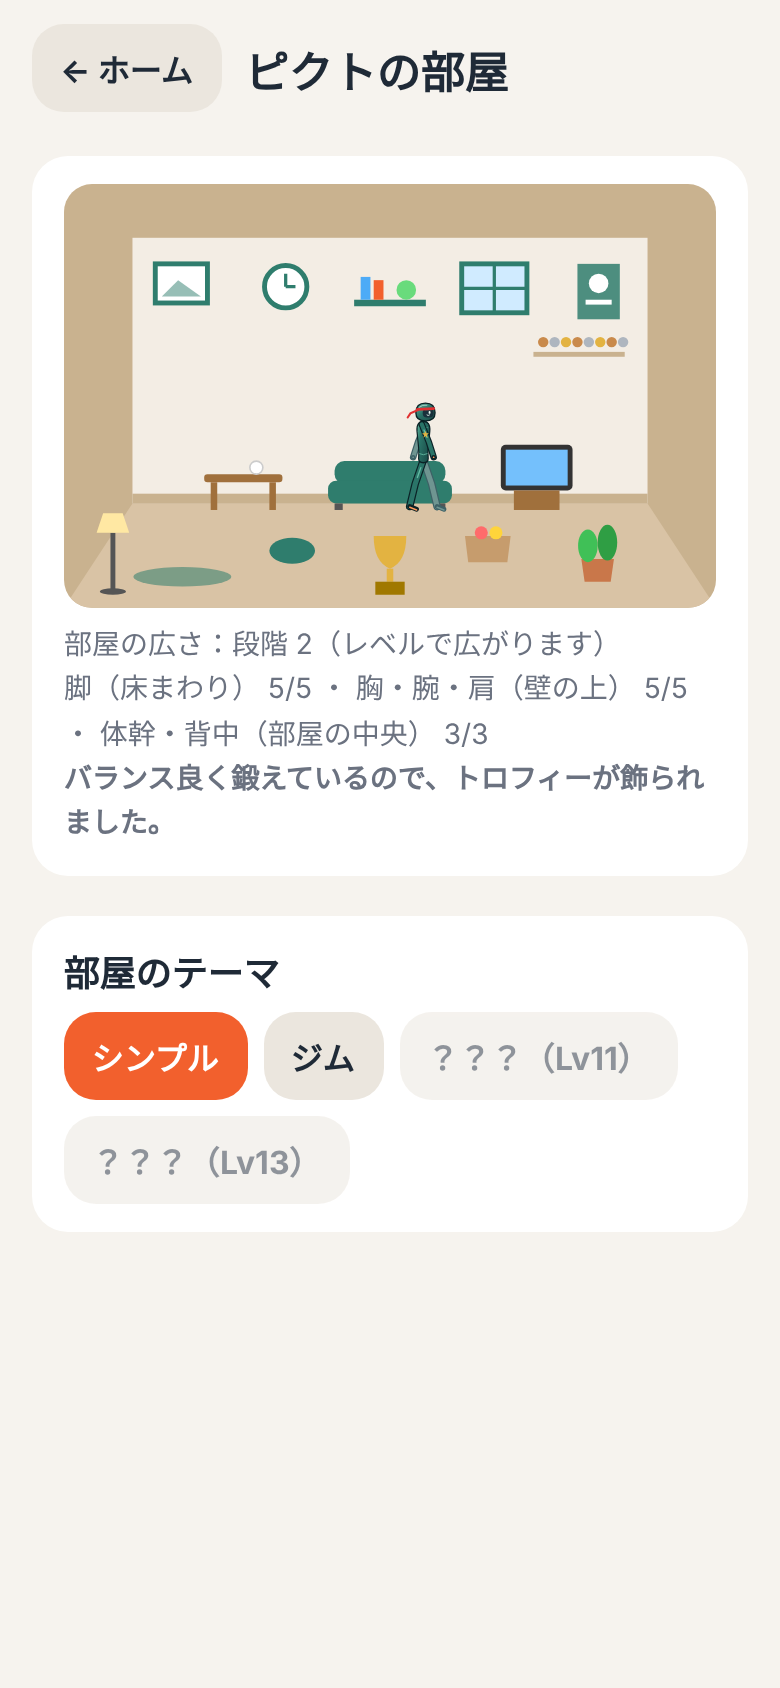 ← ホーム
ピクトの部屋
部屋の広さ：段階 2（レベルで広がります）
脚（床まわり） 5/5 ・ 胸・腕・肩（壁の上） 5/5
・ 体幹・背中（部屋の中央） 3/3
バランス良く鍛えているので、トロフィーが飾られ
ました。
部屋のテーマ
シンプル
ジム
？？？（Lv11）
？？？（Lv13）